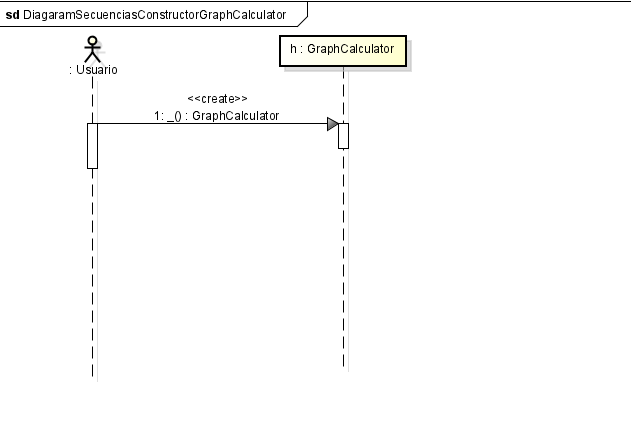 sd DiagaramSecuenciasConstructorGraphCalculator
h : GraphCalculator
: Usuario
<<create>>
1: _() : GraphCalculator